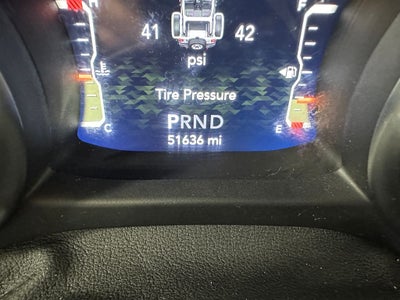 H F
41 42
psi
Tire Pressure
C PRND E
51636 mi